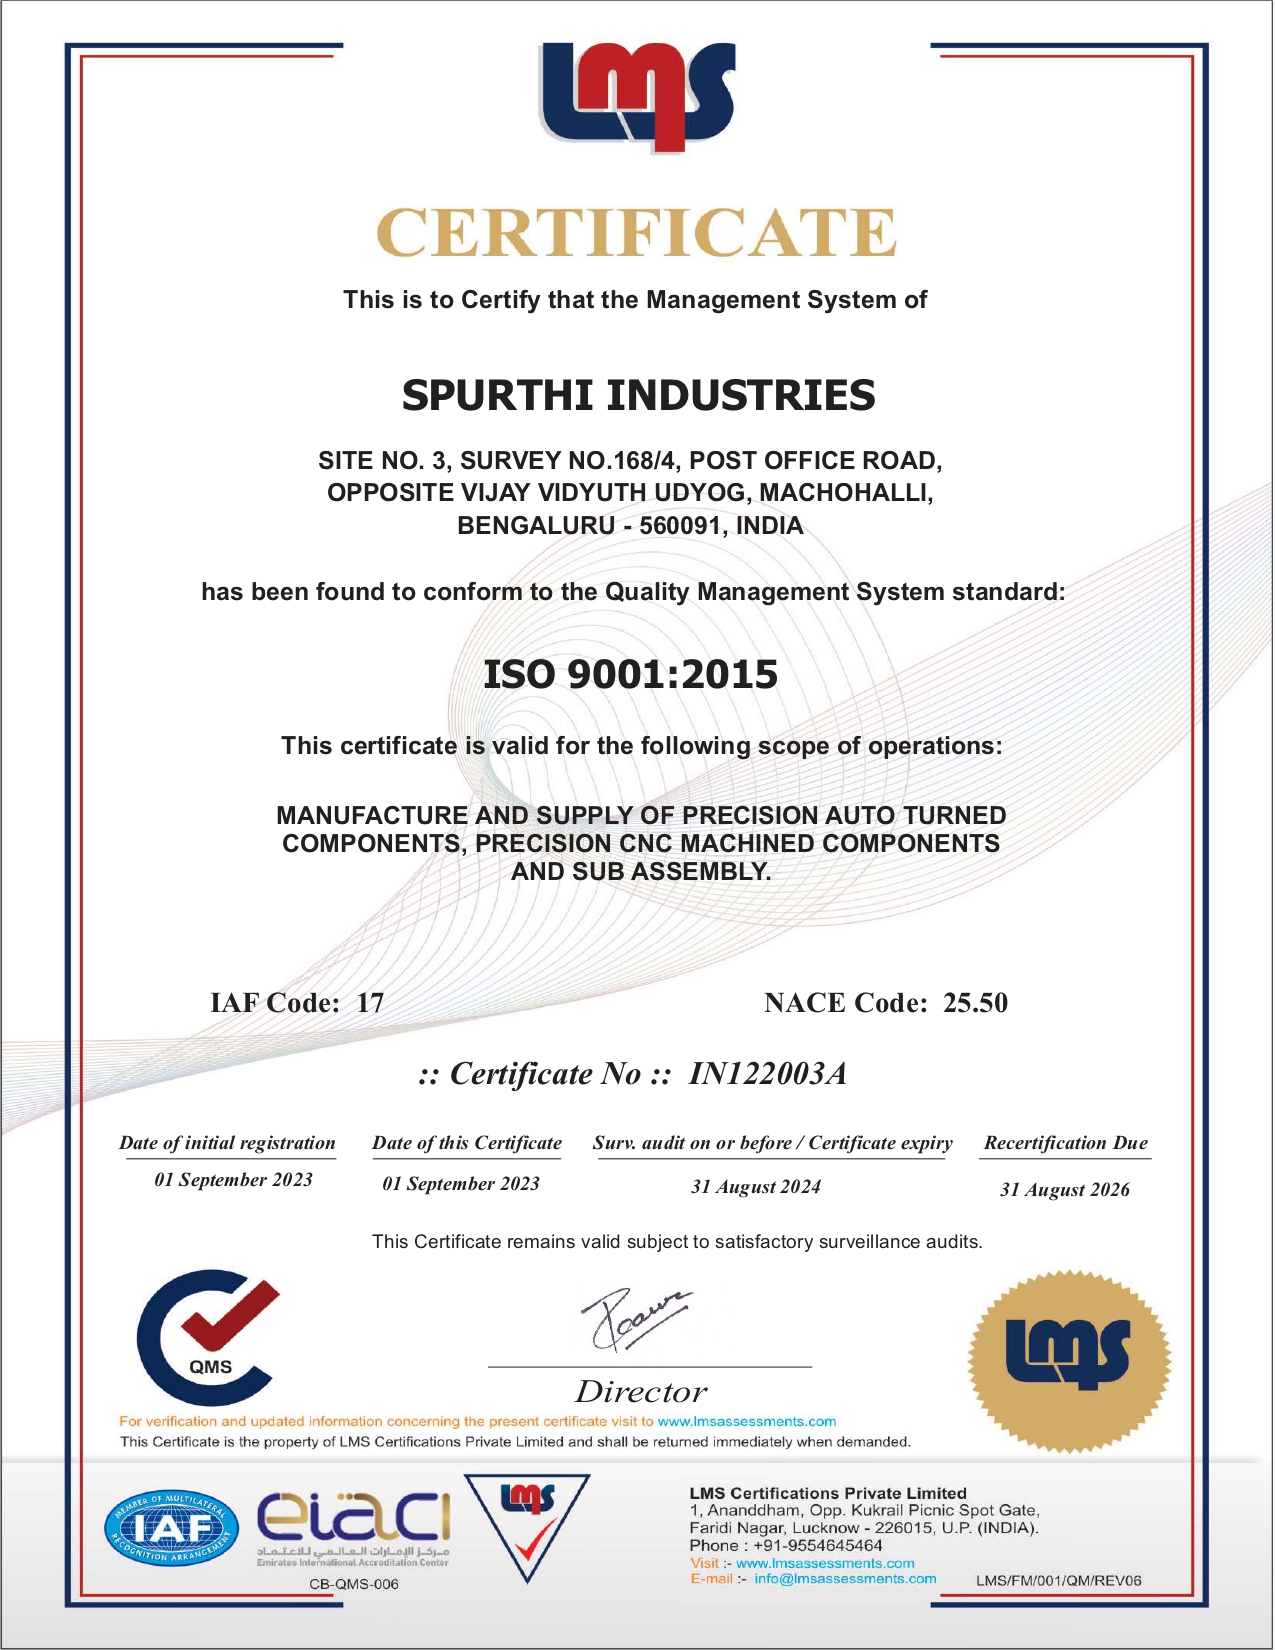 LMS
CERTIFICATE
This is to Certify that the Management System of
SPURTHI INDUSTRIES
SITE NO. 3, SURVEY NO.168/4, POST OFFICE ROAD,
OPPOSITE VIJAY VIDYUTH UDYOG, MACHOHALLI,
BENGALURU - 560091, INDIA
has been found to conform to the Quality Management System standard:
ISO 9001:2015
This certificate is valid for the following scope of operations:
MANUFACTURE AND SUPPLY OF PRECISION AUTO TURNED
COMPONENTS, PRECISION CNC MACHINED COMPONENTS
AND SUB ASSEMBLY.
IAF Code: 17 NACE Code: 25.50
:: Certificate No :: IN122003A
Date of initial registration Date of this Certificate Surv. audit on or before / Certificate expiry Recertification Due
01 September 2023 01 September 2023 31 August 2024 31 August 2026
This Certificate remains valid subject to satisfactory surveillance audits.
QMS
LMS
Director
For verification and updated information concerning the present certificate visit to www.lmsassessments.com
This Certificate is the property of LMS Certifications Private Limited and shall be returned immediately when demanded.
MEMBER OF MULTILATERAL
IAF
RECOGNITION ARRANGEMENT
eiac
مركز الإمارات العالمي للاعتماد
Emirates International Accreditation Center
CB-QMS-006
LMS
LMS Certifications Private Limited
1, Ananddham, Opp. Kukrail Picnic Spot Gate,
Faridi Nagar, Lucknow - 226015, U.P. (INDIA).
Phone : +91-9554645464
Visit :- www.lmsassessments.com
E-mail :- info@lmsassessments.com
LMS/FM/001/QM/REV06